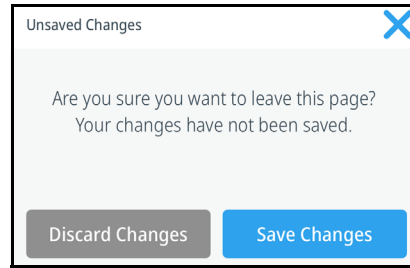 Unsaved Changes
Are you sure you want to leave this page?
Your changes have not been saved.
Discard Changes
Save Changes